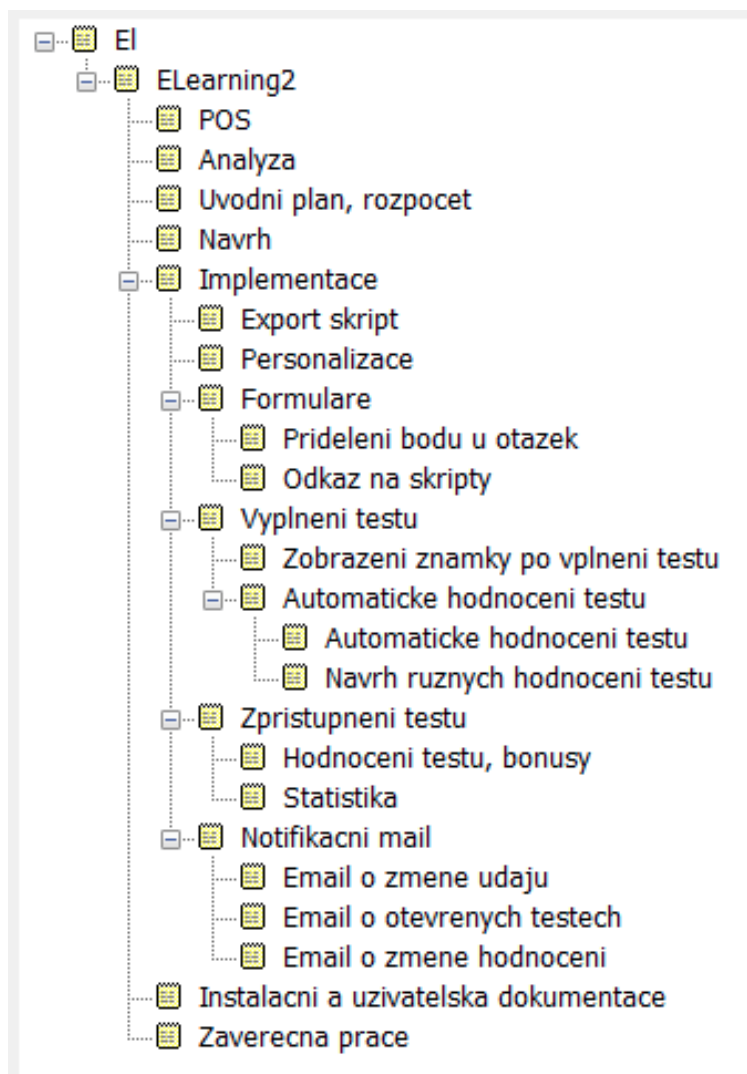 El
ELearning2
POS
Analyza
Uvodni plan, rozpocet
Navrh
Implementace
Export skript
Personalizace
Formulare
Prideleni bodu u otazek
Odkaz na skripty
Vyplneni testu
Zobrazeni znamky po vplneni testu
Automaticke hodnoceni testu
Automaticke hodnoceni testu
Navrh ruznych hodnoceni testu
Zpristupneni testu
Hodnoceni testu, bonusy
Statistika
Notifikacni mail
Email o zmene udaju
Email o otevrenych testech
Email o zmene hodnoceni
Instalacni a uzivatelska dokumentace
Zaverecna prace